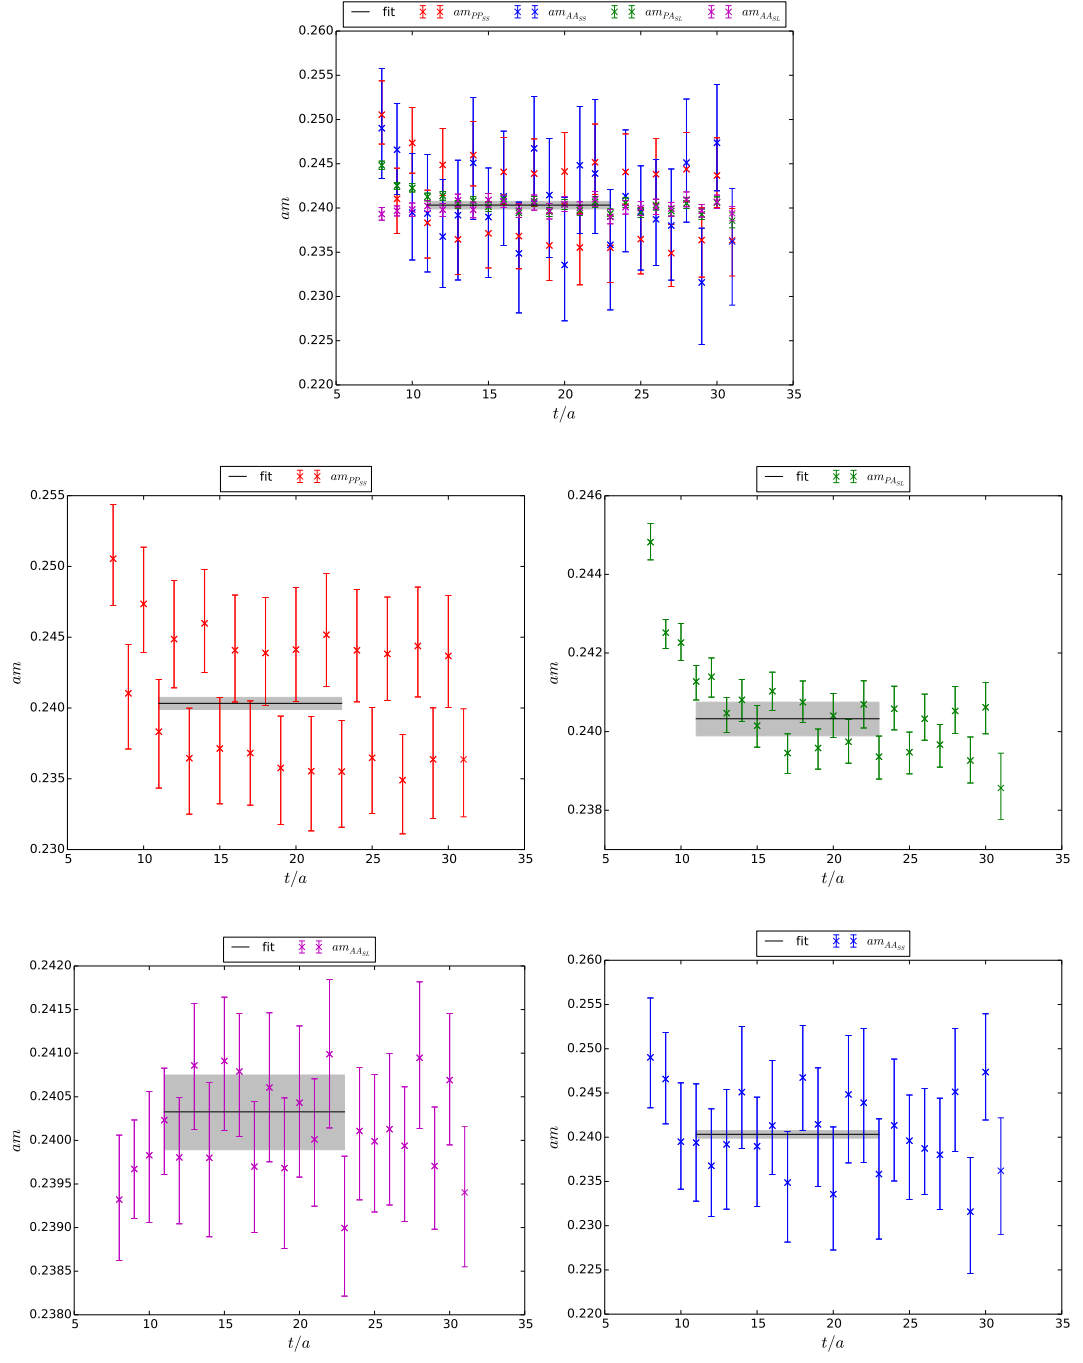 fit am_{PP_{SS}} am_{AA_{SS}} am_{PA_{SL}} am_{AA_{SL}}
0.260
0.255
0.250
0.245
0.240
0.235
0.230
0.225
0.220
am
5 10 15 20 25 30 35
t/a
fit am_{PP_{SS}}
0.255
0.250
0.245
0.240
0.235
0.230
am
5 10 15 20 25 30 35
t/a
fit am_{PA_{SL}}
0.246
0.244
0.242
0.240
0.238
am
5 10 15 20 25 30 35
t/a
fit am_{AA_{SL}}
0.2420
0.2415
0.2410
0.2405
0.2400
0.2395
0.2390
0.2385
0.2380
am
5 10 15 20 25 30 35
t/a
fit am_{AA_{SS}}
0.260
0.255
0.250
0.245
0.240
0.235
0.230
0.225
0.220
am
5 10 15 20 25 30 35
t/a